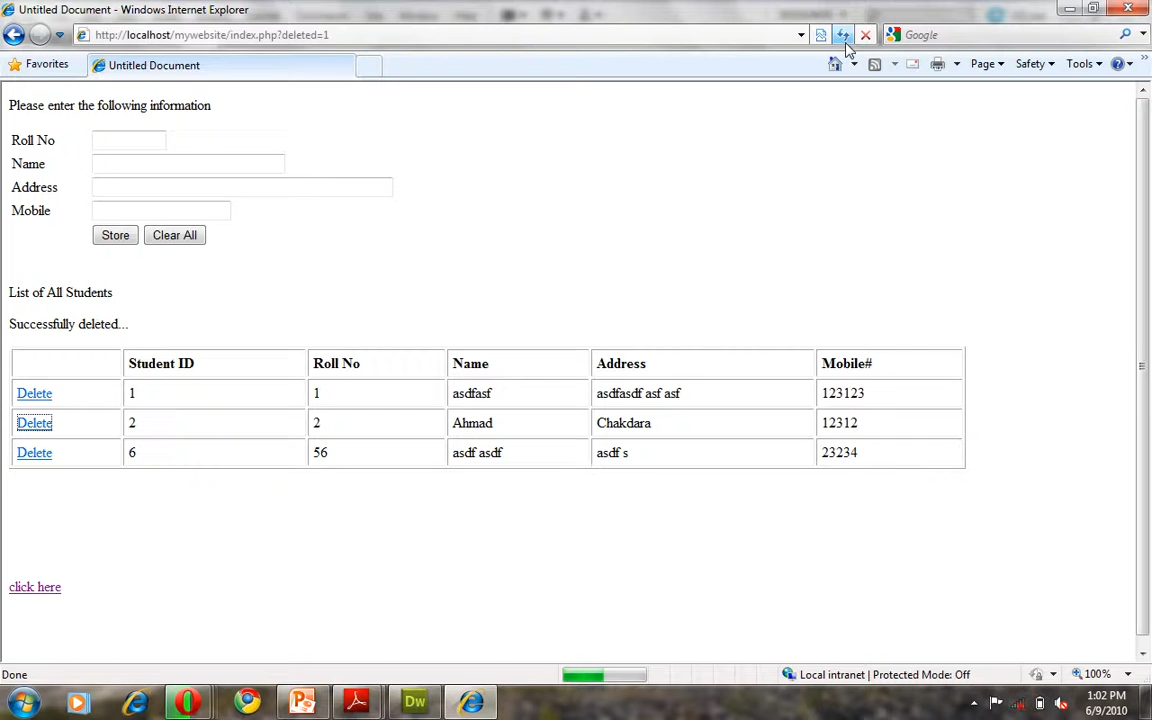 Untitled Document - Windows Internet Explorer
http://localhost/mywebsite/index.php?deleted=1
Google
Favorites
Untitled Document
Page
Safety
Tools
Please enter the following information
Roll No
Name
Address
Mobile
Store
Clear All
List of All Students
Successfully deleted...
Student ID Roll No Name Address Mobile#
Delete 1 1 asdfasf asdfasdf asf asf 123123
Delete 2 2 Ahmad Chakdara 12312
Delete 6 56 asdf asdf asdf s 23234
click here
Done
Local intranet | Protected Mode: Off
100%
Dw
1:02 PM
6/9/2010